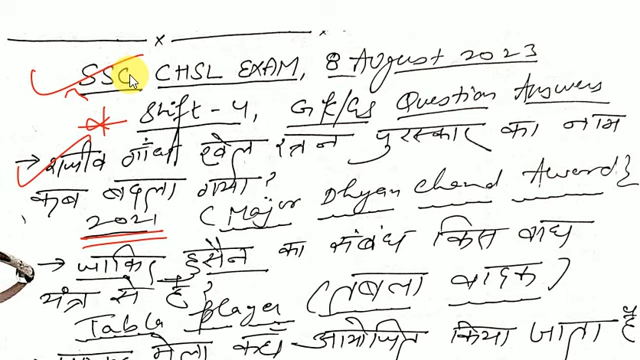 SSC CHSL EXAM, 8 August 2023
Shift-4, GK/GS Question Answers
→ राजीव गांधी खेल रत्न पुरस्कार का नाम
कब बदला गया?
2021 (Major Dhyan Chand Award)
→ जाकिर हुसैन का संबंध किस वाद्य
यंत्र से है?
Tabla player (तबला वादक)
मेला कहाँ आयोजित किया जाता है